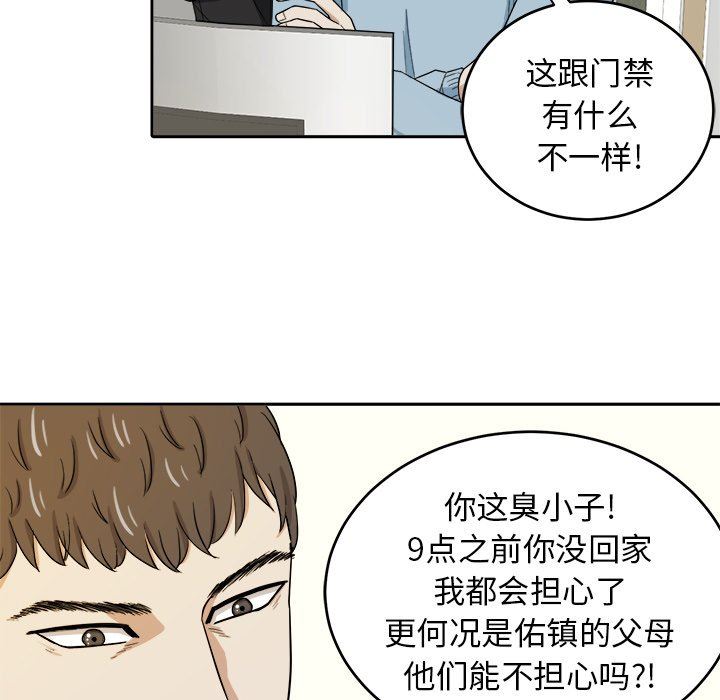 这跟门禁
有什么
不一样!
你这臭小子!
9点之前你没回家
我都会担心了
更何况是佑镇的父母
他们能不担心吗?!